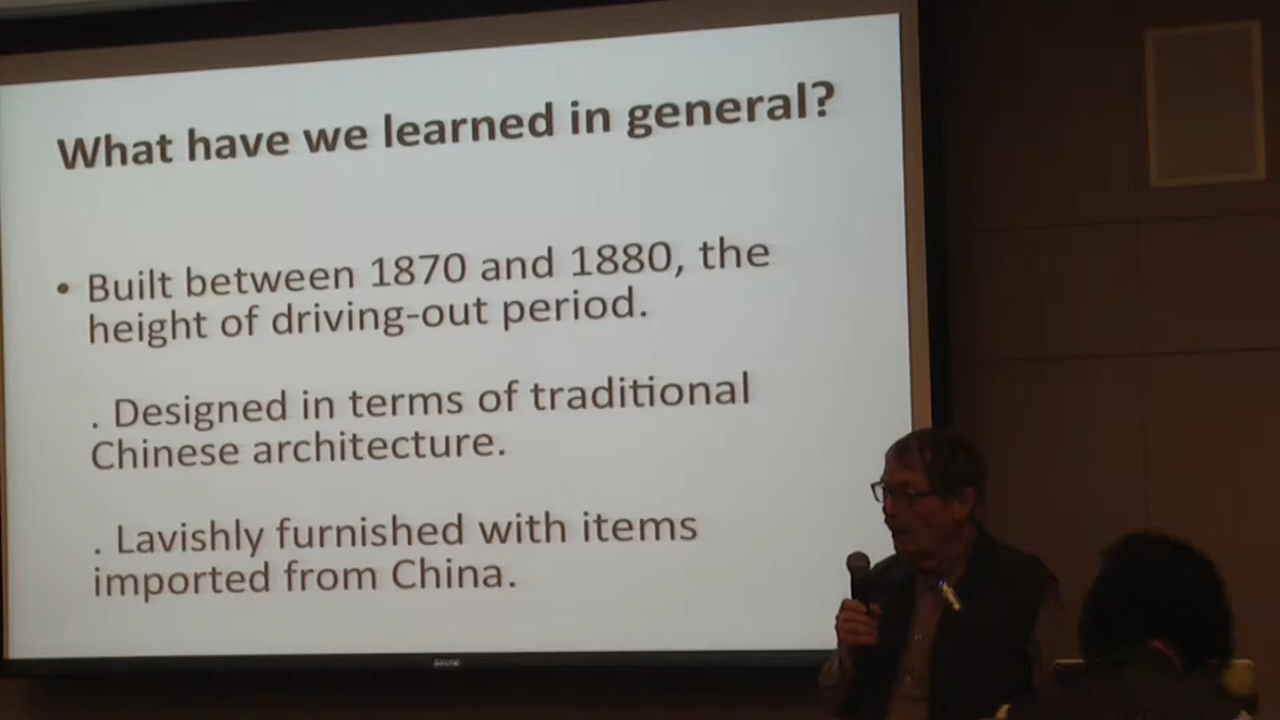 What have we learned in general?
• Built between 1870 and 1880, the
height of driving-out period.
. Designed in terms of traditional
Chinese architecture.
. Lavishly furnished with items
imported from China.